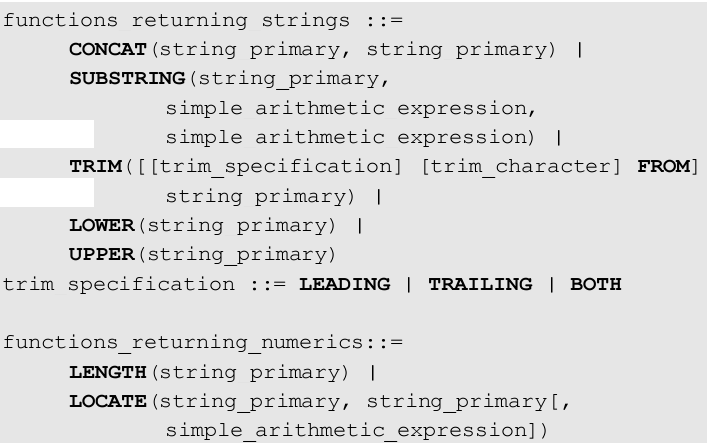 functions returning strings ::=
CONCAT(string primary, string primary) |
SUBSTRING(string_primary,
simple arithmetic expression,
simple arithmetic expression) |
TRIM([[trim_specification] [trim_character] FROM]
string primary) |
LOWER(string primary) |
UPPER(string_primary)
trim specification ::= LEADING | TRAILING | BOTH
functions_returning_numerics::=
LENGTH(string primary) |
LOCATE(string_primary, string_primary[,
simple_arithmetic_expression])